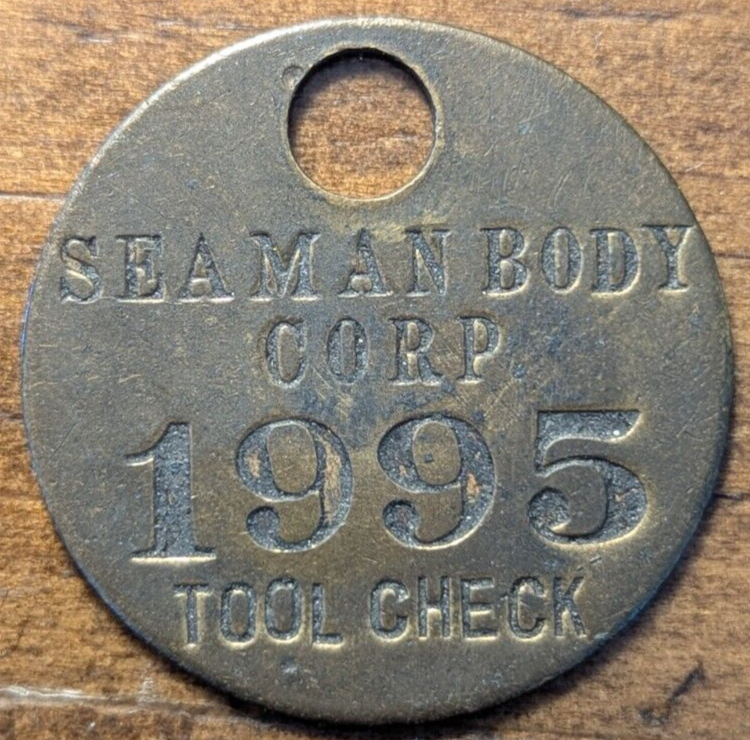 SEAMAN BODY
CORP
1995
TOOL CHECK